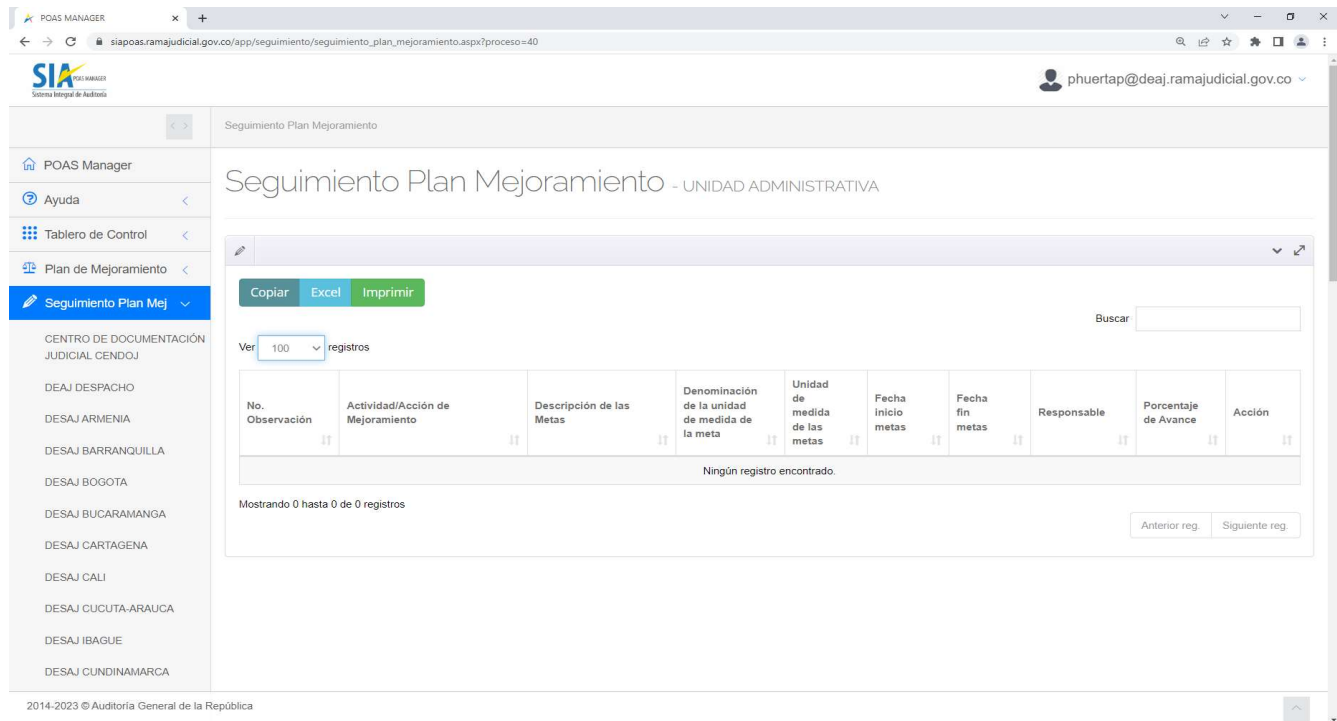 POAS MANAGER
siapoas.ramajudicial.gov.co/app/seguimiento/seguimiento_plan_mejoramiento.aspx?proceso=40
SIA POAS MANAGER
Sistema Integral de Auditoría
phuertap@deaj.ramajudicial.gov.co
Seguimiento Plan Mejoramiento
POAS Manager
Ayuda
Tablero de Control
Plan de Mejoramiento
Seguimiento Plan Mej
CENTRO DE DOCUMENTACIÓN
JUDICIAL CENDOJ
DEAJ DESPACHO
DESAJ ARMENIA
DESAJ BARRANQUILLA
DESAJ BOGOTA
DESAJ BUCARAMANGA
DESAJ CARTAGENA
DESAJ CALI
DESAJ CUCUTA-ARAUCA
DESAJ IBAGUE
DESAJ CUNDINAMARCA
Seguimiento Plan Mejoramiento - UNIDAD ADMINISTRATIVA
Copiar Excel Imprimir
Buscar
Ver 100 registros
No. Observación
Actividad/Acción de Mejoramiento
Descripción de las Metas
Denominación de la unidad de medida de la meta
Unidad de medida de las metas
Fecha inicio metas
Fecha fin metas
Responsable
Porcentaje de Avance
Acción
Ningún registro encontrado.
Mostrando 0 hasta 0 de 0 registros
Anterior reg. Siguiente reg.
2014-2023 © Auditoría General de la República